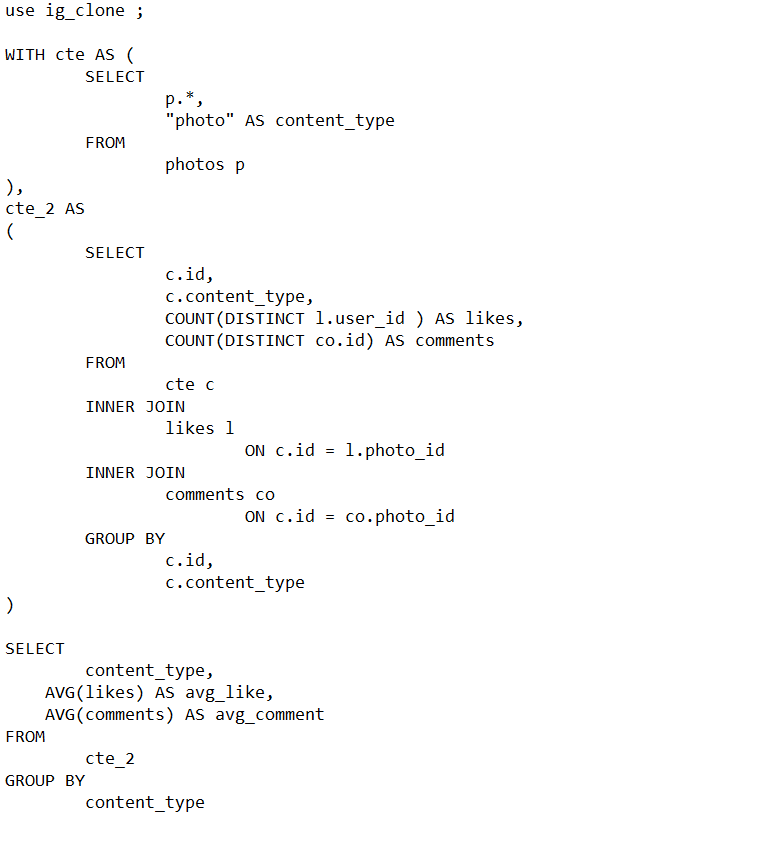 use ig_clone ;
WITH cte AS (
SELECT
p.*,
"photo" AS content_type
FROM
photos p
),
cte_2 AS
(
SELECT
c.id,
c.content_type,
COUNT(DISTINCT l.user_id ) AS likes,
COUNT(DISTINCT co.id) AS comments
FROM
cte c
INNER JOIN
likes l
ON c.id = l.photo_id
INNER JOIN
comments co
ON c.id = co.photo_id
GROUP BY
c.id,
c.content_type
)
SELECT
content_type,
AVG(likes) AS avg_like,
AVG(comments) AS avg_comment
FROM
cte_2
GROUP BY
content_type